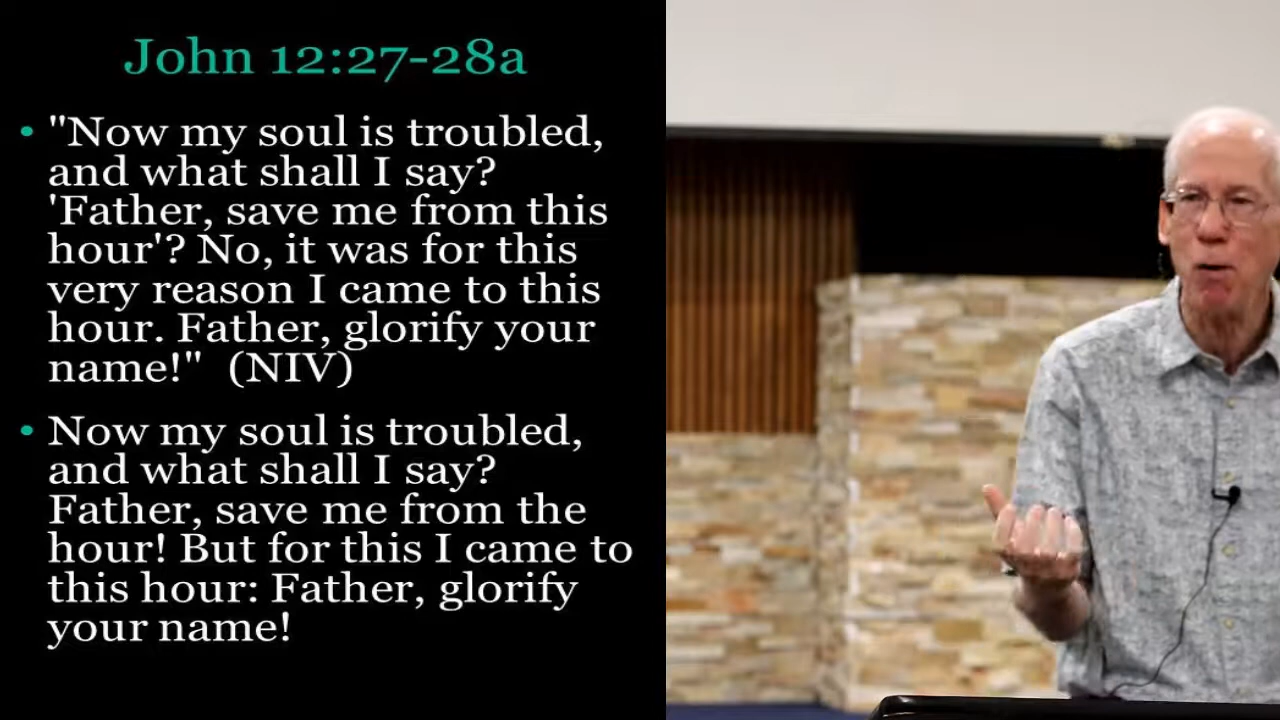 John 12:27-28a
• "Now my soul is troubled,
and what shall I say?
'Father, save me from this
hour'? No, it was for this
very reason I came to this
hour. Father, glorify your
name!"  (NIV)
• Now my soul is troubled,
and what shall I say?
Father, save me from the
hour! But for this I came to
this hour: Father, glorify
your name!